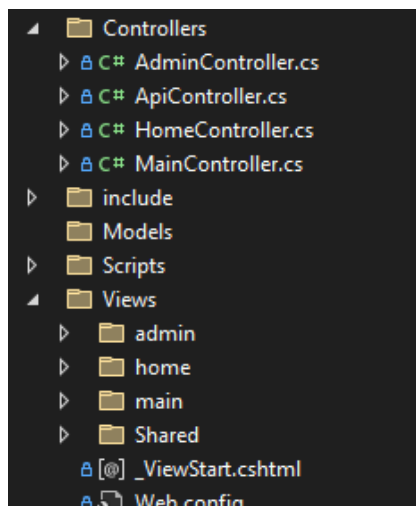 Controllers
C# AdminController.cs
C# ApiController.cs
C# HomeController.cs
C# MainController.cs
include
Models
Scripts
Views
admin
home
main
Shared
[@] _ViewStart.cshtml
Web.config